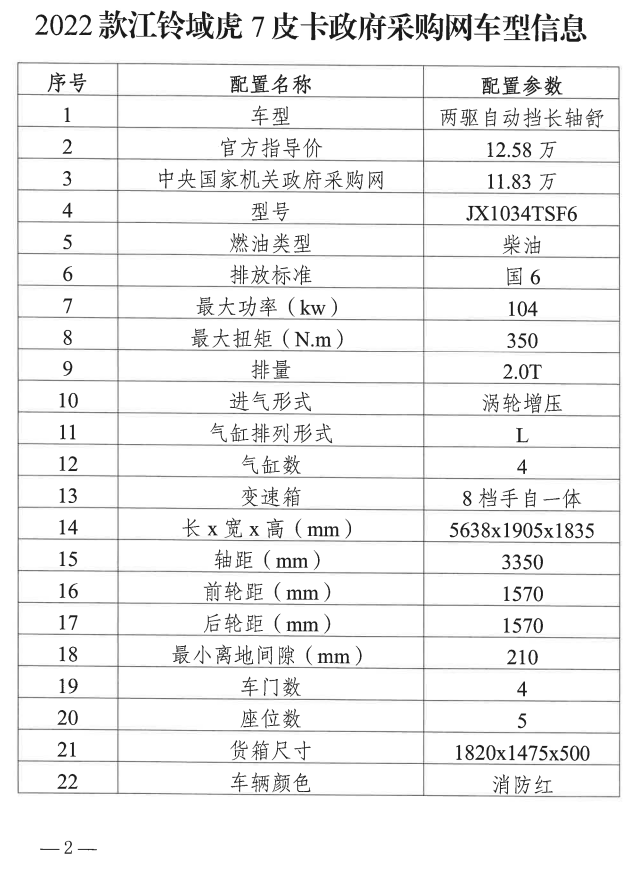 2022 款江铃域虎 7 皮卡政府采购网车型信息
序号 配置名称 配置参数
1 车型 两驱自动挡长轴舒
2 官方指导价 12.58 万
3 中央国家机关政府采购网 11.83 万
4 型号 JX1034TSF6
5 燃油类型 柴油
6 排放标准 国 6
7 最大功率（kw） 104
8 最大扭矩（N.m） 350
9 排量 2.0T
10 进气形式 涡轮增压
11 气缸排列形式 L
12 气缸数 4
13 变速箱 8 档手自一体
14 长 x 宽 x 高（mm） 5638x1905x1835
15 轴距（mm） 3350
16 前轮距（mm） 1570
17 后轮距（mm） 1570
18 最小离地间隙（mm） 210
19 车门数 4
20 座位数 5
21 货箱尺寸 1820x1475x500
22 车辆颜色 消防红
—2—